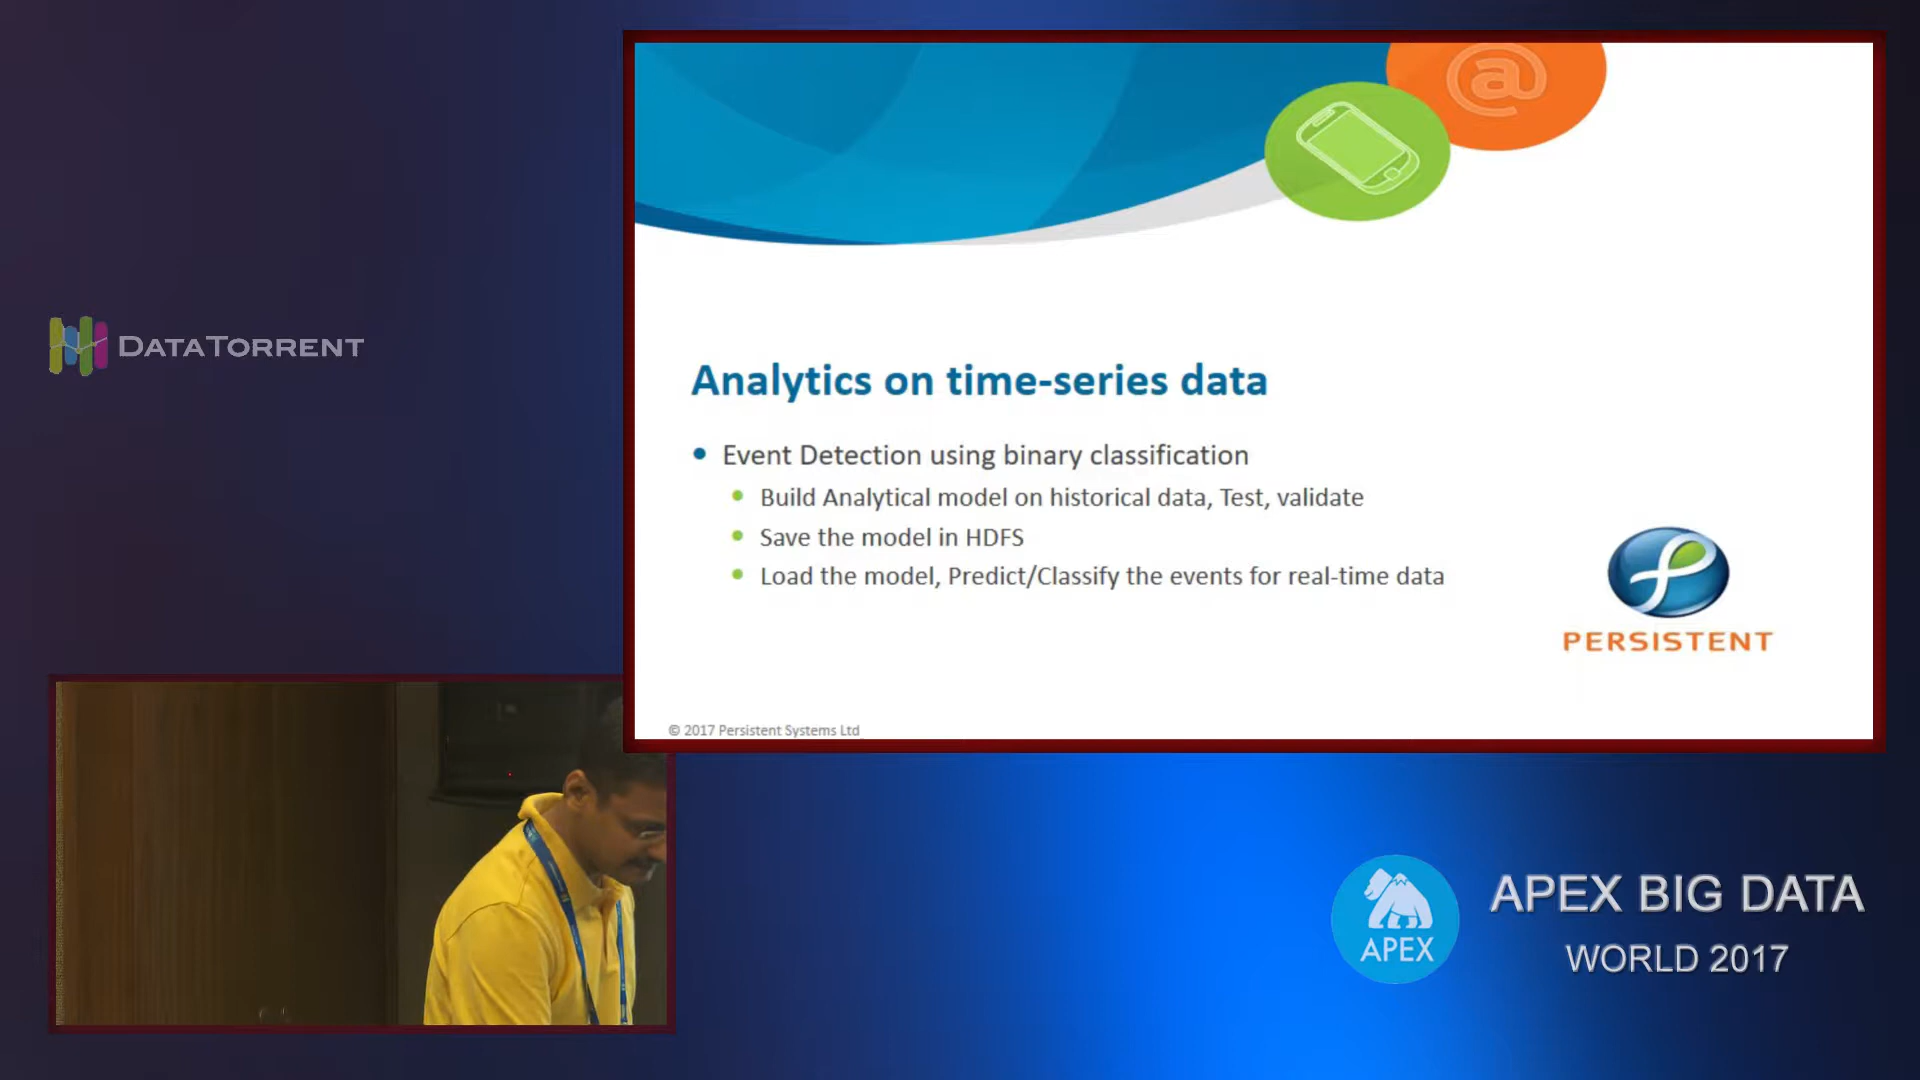 @
DATATORRENT
Analytics on time-series data
Event Detection using binary classification
Build Analytical model on historical data, Test, validate
Save the model in HDFS
Load the model, Predict/Classify the events for real-time data
PERSISTENT
© 2017 Persistent Systems Ltd
APEX
APEX BIG DATA
WORLD 2017